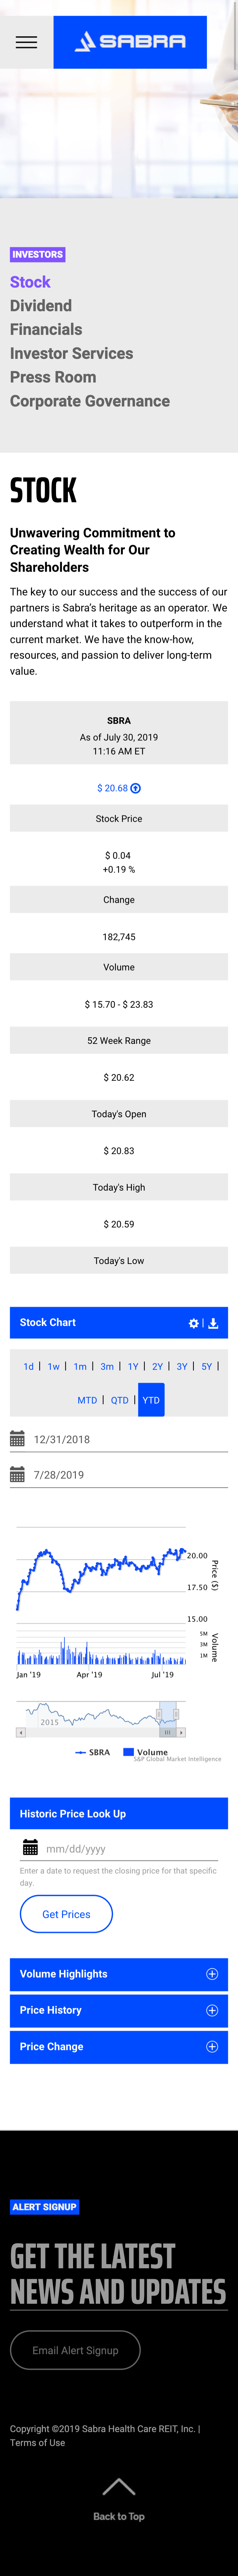 SABRA
INVESTORS
Stock
Dividend
Financials
Investor Services
Press Room
Corporate Governance
STOCK
Unwavering Commitment to
Creating Wealth for Our
Shareholders
The key to our success and the success of our
partners is Sabra's heritage as an operator. We
understand what it takes to outperform in the
current market. We have the know-how,
resources, and passion to deliver long-term
value.
SBRA
As of July 30, 2019
11:16 AM ET
$ 20.68
Stock Price
$ 0.04
+0.19 %
Change
182,745
Volume
$ 15.70 - $ 23.83
52 Week Range
$ 20.62
Today's Open
$ 20.83
Today's High
$ 20.59
Today's Low
Stock Chart
1d | 1w | 1m | 3m | 1Y | 2Y | 3Y | 5Y |
MTD | QTD | YTD
12/31/2018
7/28/2019
20.00
17.50
15.00
Price ($)
5M
3M
1M
Volume
Jan '19 Apr '19 Jul '19
2015
SBRA Volume
S&P Global Market Intelligence
Historic Price Look Up
mm/dd/yyyy
Enter a date to request the closing price for that specific
day.
Get Prices
Volume Highlights
Price History
Price Change
ALERT SIGNUP
GET THE LATEST
NEWS AND UPDATES
Email Alert Signup
Copyright ©2019 Sabra Health Care REIT, Inc. |
Terms of Use
Back to Top